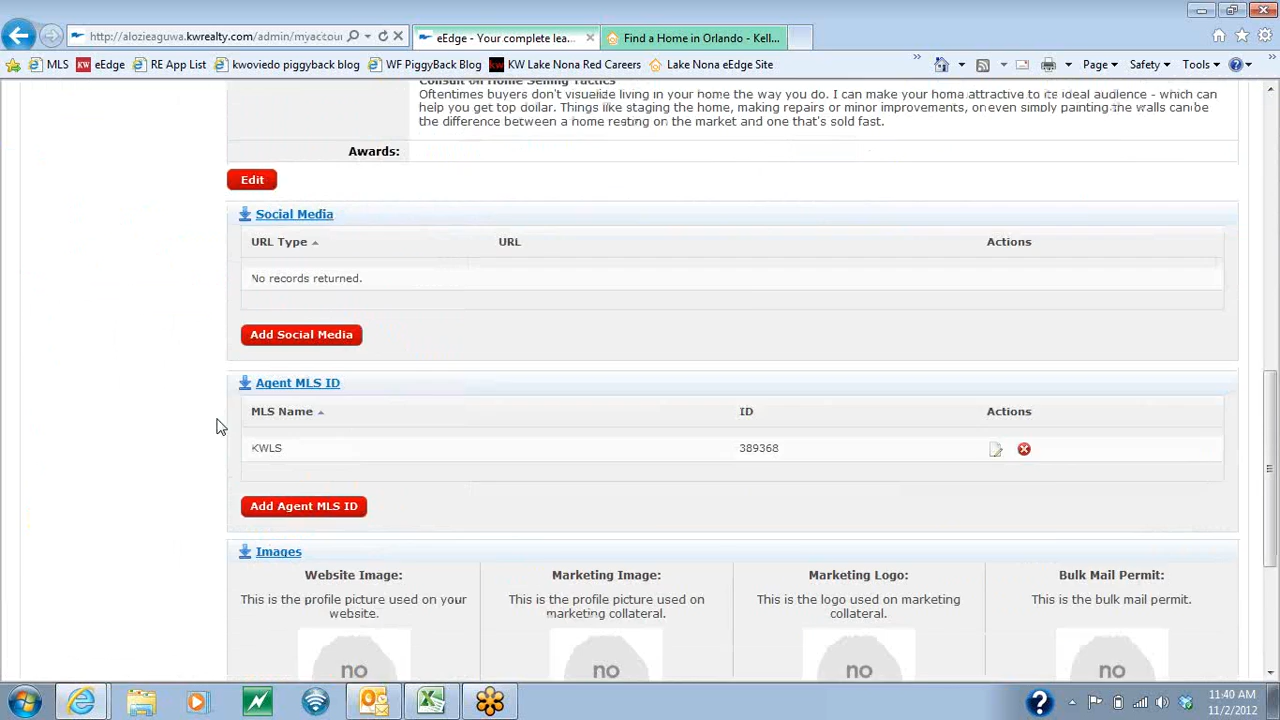 http://alozieaguwa.kwrealty.com/admin/myaccour
eEdge - Your complete lea...
Find a Home in Orlando - Kell...
MLS
eEdge
RE App List
kwoviedo piggyback blog
WF PiggyBack Blog
KW Lake Nona Red Careers
Lake Nona eEdge Site
Page
Safety
Tools
Consult on Home Selling Tactics
Oftentimes buyers don't visualide living in your home the way you do. I can make your homa attractive to its ideal audience - which can
help you get top dollar. Things like staging the home, making repairs or minor improvements, or even simply painting the walls can be
the difference between a home resting on the market and one that's sold fast.
Awards:
Edit
Social Media
URL Type
URL
Actions
No records returned.
Add Social Media
Agent MLS ID
MLS Name
ID
Actions
KWLS
389368
Add Agent MLS ID
Images
Website Image:
Marketing Image:
Marketing Logo:
Bulk Mail Permit:
This is the profile picture used on your
website.
This is the profile picture used on
marketing collateral.
This is the logo used on marketing
collateral.
This is the bulk mail permit.
no
no
no
no
11:40 AM
11/2/2012